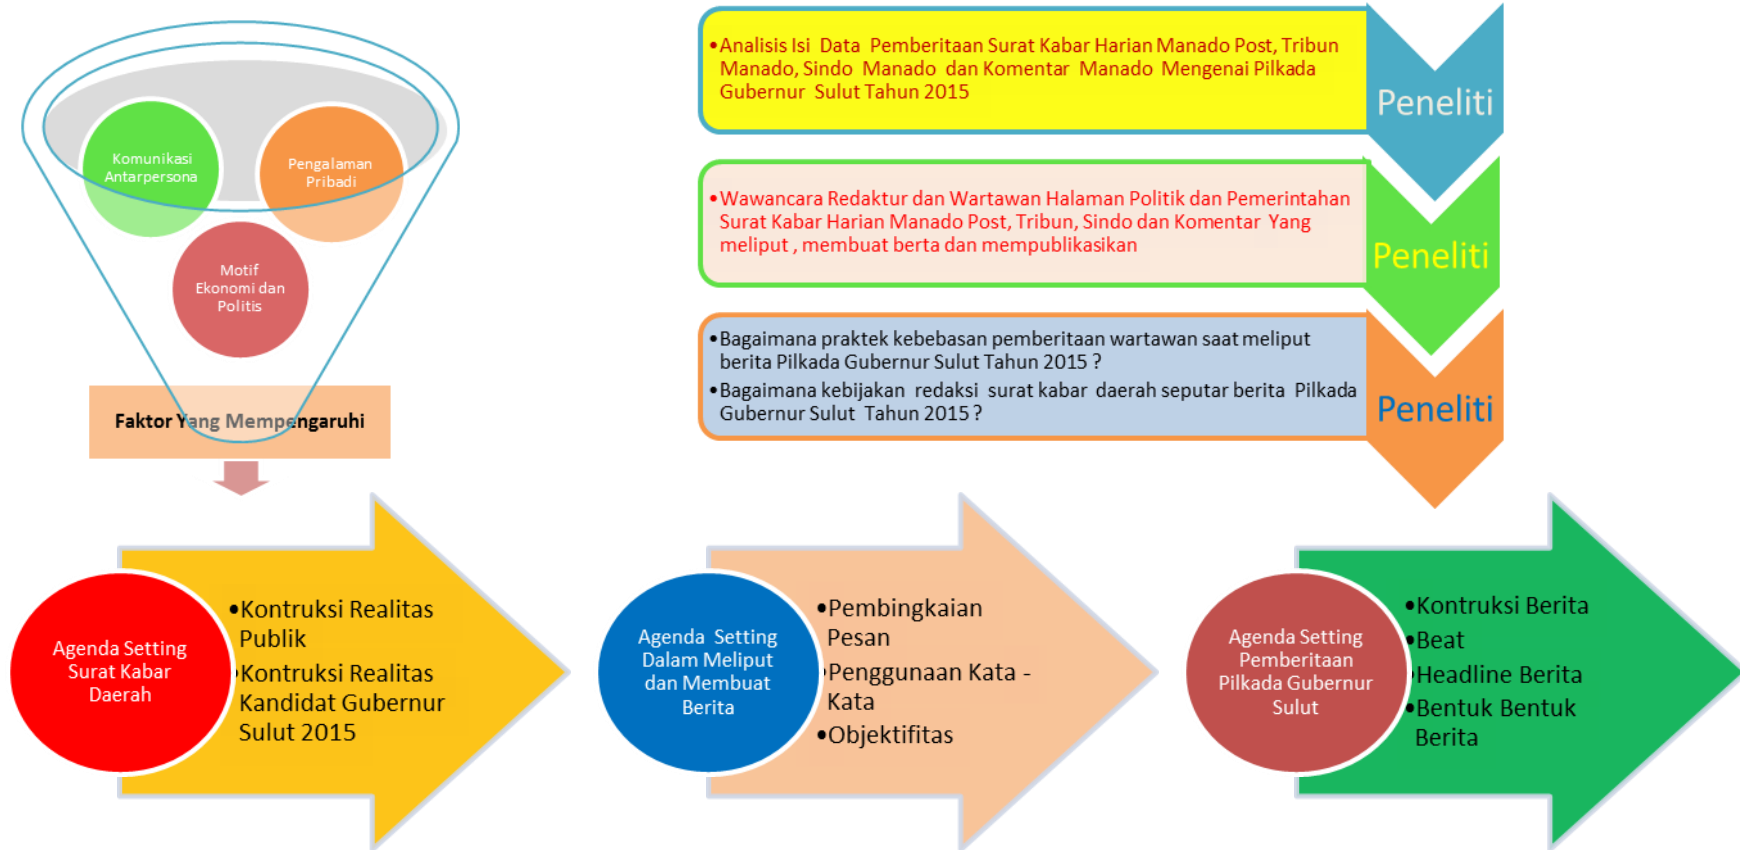 Komunikasi
Antarpersona
Pengalaman
Pribadi
Motif
Ekonomi dan
Politis
Faktor Yang Mempengaruhi
•Analisis Isi Data Pemberitaan Surat Kabar Harian Manado Post, Tribun
Manado, Sindo Manado dan Komentar Manado Mengenai Pilkada
Gubernur Sulut Tahun 2015
Peneliti
•Wawancara Redaktur dan Wartawan Halaman Politik dan Pemerintahan
Surat Kabar Harian Manado Post, Tribun, Sindo dan Komentar Yang
meliput , membuat berta dan mempublikasikan
Peneliti
•Bagaimana praktek kebebasan pemberitaan wartawan saat meliput
berita Pilkada Gubernur Sulut Tahun 2015 ?
•Bagaimana kebijakan redaksi surat kabar daerah seputar berita Pilkada
Gubernur Sulut Tahun 2015 ?
Peneliti
Agenda Setting
Surat Kabar
Daerah
•Kontruksi Realitas
Publik
•Kontruksi Realitas
Kandidat Gubernur
Sulut 2015
Agenda Setting
Dalam Meliput
dan Membuat
Berita
•Pembingkaian
Pesan
•Penggunaan Kata -
Kata
•Objektifitas
Agenda Setting
Pemberitaan
Pilkada Gubernur
Sulut
•Kontruksi Berita
•Beat
•Headline Berita
•Bentuk Bentuk
Berita